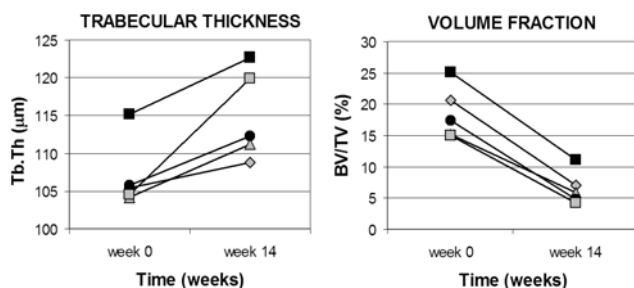 TRABECULAR THICKNESS
Tb.Th (μm)
125
120
115
110
105
100
week 0 week 14
Time (weeks)
VOLUME FRACTION
BV/TV (%)
30
25
20
15
10
5
0
week 0 week 14
Time (weeks)